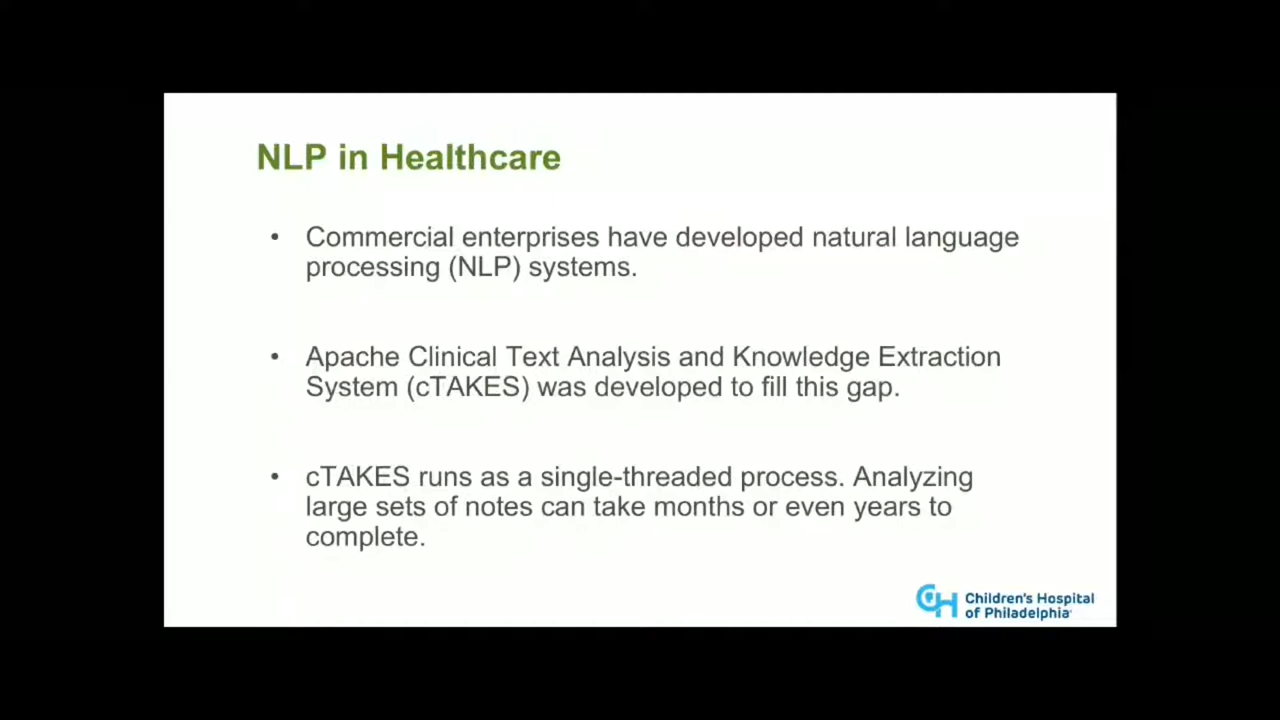 NLP in Healthcare
• Commercial enterprises have developed natural language
processing (NLP) systems.
• Apache Clinical Text Analysis and Knowledge Extraction
System (cTAKES) was developed to fill this gap.
• cTAKES runs as a single-threaded process. Analyzing
large sets of notes can take months or even years to
complete.
CH Children's Hospital
of Philadelphia